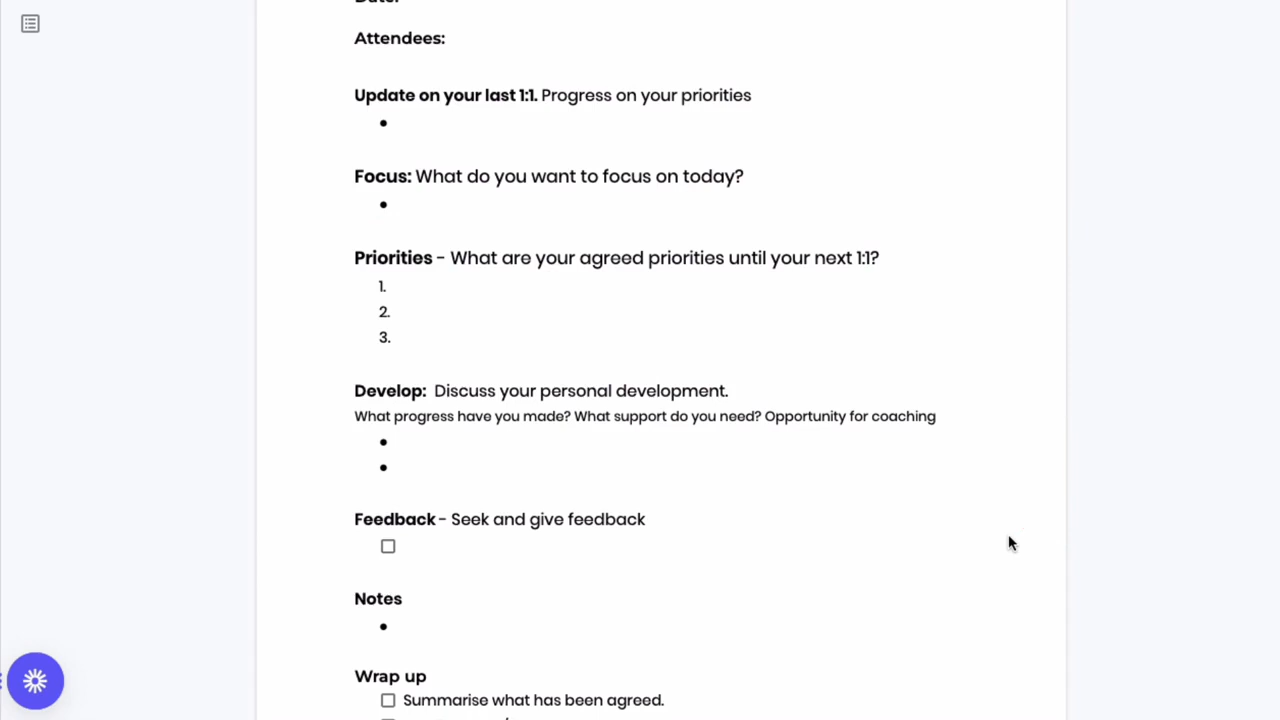 Date:
Attendees:
Update on your last 1:1. Progress on your priorities
Focus: What do you want to focus on today?
Priorities - What are your agreed priorities until your next 1:1?
1.
2.
3.
Develop: Discuss your personal development.
What progress have you made? What support do you need? Opportunity for coaching
Feedback - Seek and give feedback
Notes
Wrap up
Summarise what has been agreed.